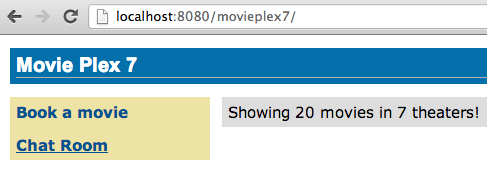 localhost:8080/movieplex7/
Movie Plex 7
Book a movie
Showing 20 movies in 7 theaters!
Chat Room